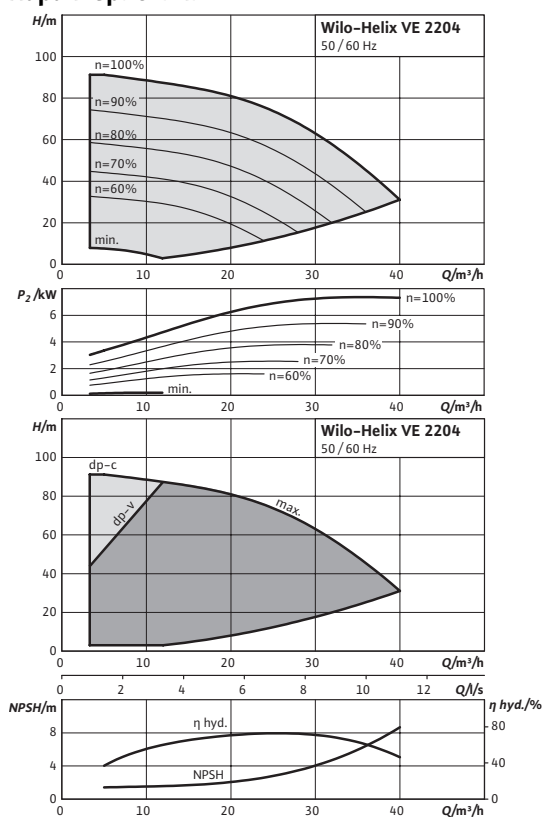 H/m
Wilo-Helix VE 2204
50 / 60 Hz
100
n=100%
80
n=90%
60
n=80%
40
n=70%
n=60%
20
min.
0
0 10 20 30 40 Q/m³/h
P₂/kW
n=100%
6
n=90%
4
n=80%
n=70%
2
n=60%
min.
0
0 10 20 30 40 Q/m³/h
H/m
Wilo-Helix VE 2204
50 / 60 Hz
100
dp-c
80
dp-v
max.
60
40
20
0
0 10 20 30 40 Q/m³/h
0 2 4 6 8 10 12 Q/l/s
NPSH/m
η hyd./%
η hyd.
8
80
4
40
NPSH
0
0
0 10 20 30 40 Q/m³/h